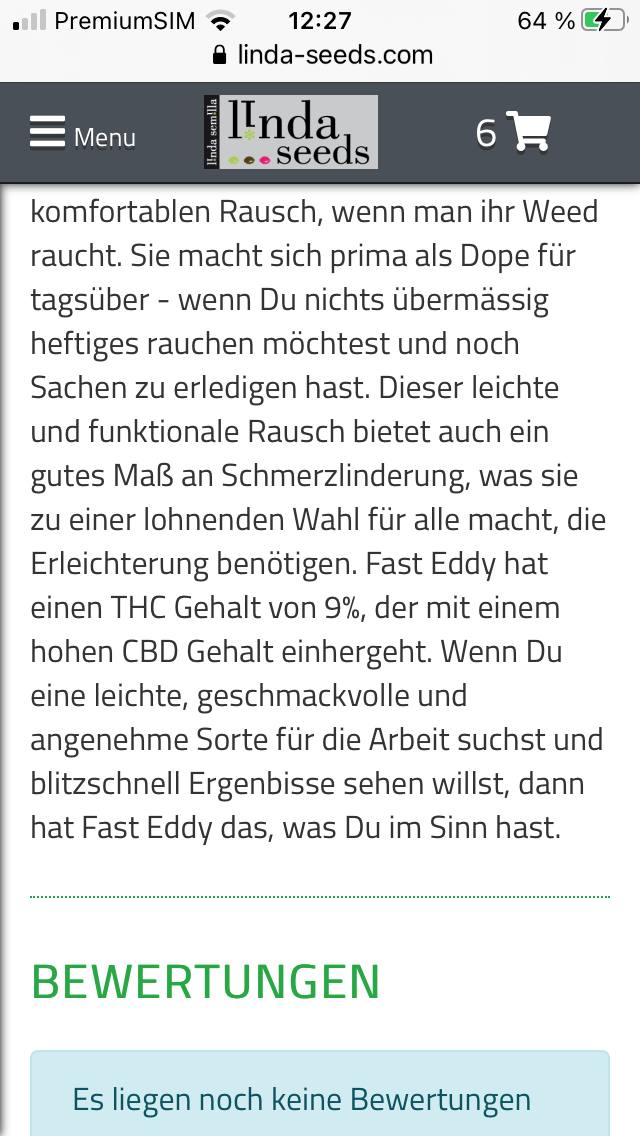 PremiumSIM 12:27 64 %
linda-seeds.com
Menu
l!nda sem!lla
l!nda
seeds
6
komfortablen Rausch, wenn man ihr Weed
raucht. Sie macht sich prima als Dope für
tagsüber - wenn Du nichts übermässig
heftiges rauchen möchtest und noch
Sachen zu erledigen hast. Dieser leichte
und funktionale Rausch bietet auch ein
gutes Maß an Schmerzlinderung, was sie
zu einer lohnenden Wahl für alle macht, die
Erleichterung benötigen. Fast Eddy hat
einen THC Gehalt von 9%, der mit einem
hohen CBD Gehalt einhergeht. Wenn Du
eine leichte, geschmackvolle und
angenehme Sorte für die Arbeit suchst und
blitzschnell Ergenbisse sehen willst, dann
hat Fast Eddy das, was Du im Sinn hast.
BEWERTUNGEN
Es liegen noch keine Bewertungen